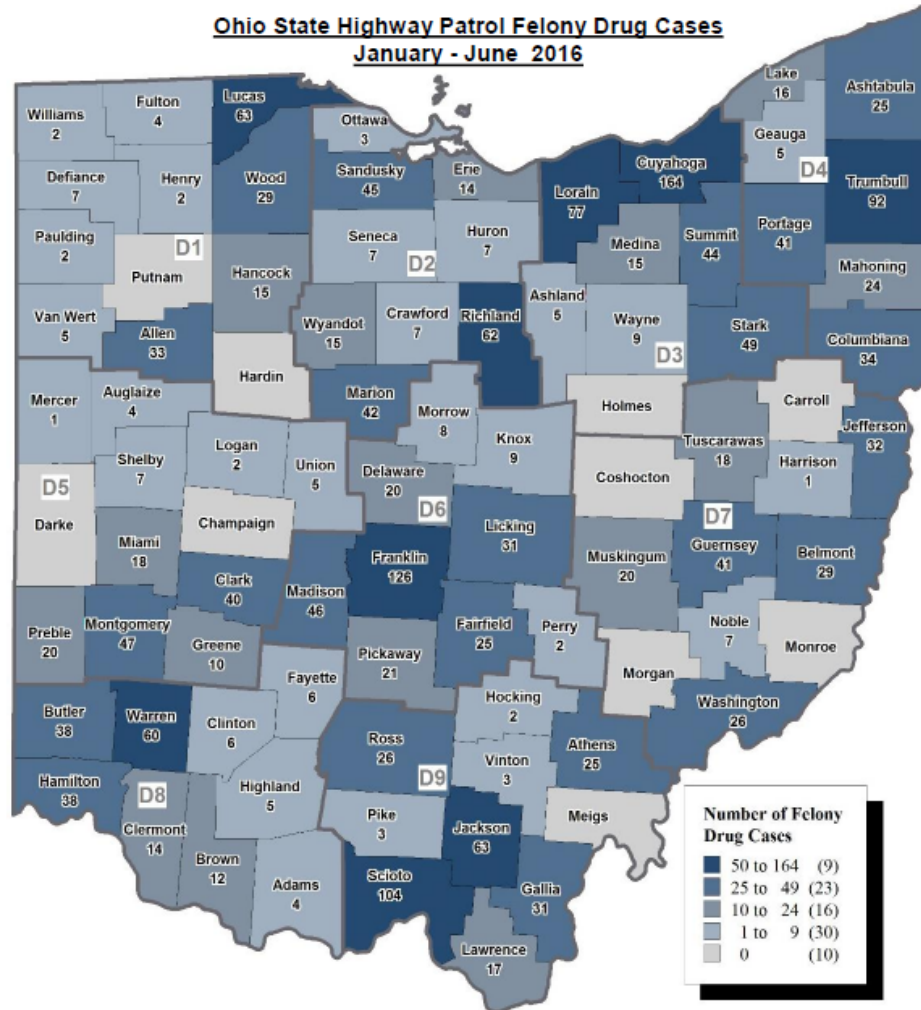 Ohio State Highway Patrol Felony Drug Cases
January - June 2016
Williams
2
Fulton
4
Lucas
63
Ottawa
3
Lake
16
Ashtabula
25
Defiance
7
Henry
2
Wood
29
Sandusky
45
Erie
14
Lorain
77
Cuyahoga
164
Geauga
5
D4
Trumbull
92
Paulding
2
D1
Putnam
Hancock
15
Seneca
7
D2
Huron
7
Medina
15
Summit
44
Portage
41
Mahoning
24
Van Wert
5
Allen
33
Hardin
Wyandot
15
Crawford
7
Richland
62
Ashland
5
Wayne
9
D3
Stark
49
Columbiana
34
Mercer
1
Auglaize
4
Marion
42
Morrow
8
Holmes
Carroll
Jefferson
32
Shelby
7
Logan
2
Union
5
Delaware
20
D6
Knox
9
Coshocton
Tuscarawas
18
Harrison
1
D5
Darke
Miami
18
Champaign
Clark
40
Madison
46
Franklin
126
Licking
31
Muskingum
20
D7
Guernsey
41
Belmont
29
Preble
20
Montgomery
47
Greene
10
Pickaway
21
Fairfield
25
Perry
2
Morgan
Noble
7
Monroe
Fayette
6
Hocking
2
Washington
26
Butler
38
Warren
60
Clinton
6
Ross
26
D9
Vinton
3
Athens
25
Hamilton
38
D8
Clermont
14
Highland
5
Pike
3
Jackson
63
Meigs
Brown
12
Adams
4
Scioto
104
Gallia
31
Lawrence
17
Number of Felony
Drug Cases
50 to 164 (9)
25 to 49 (23)
10 to 24 (16)
1 to 9 (30)
0 (10)